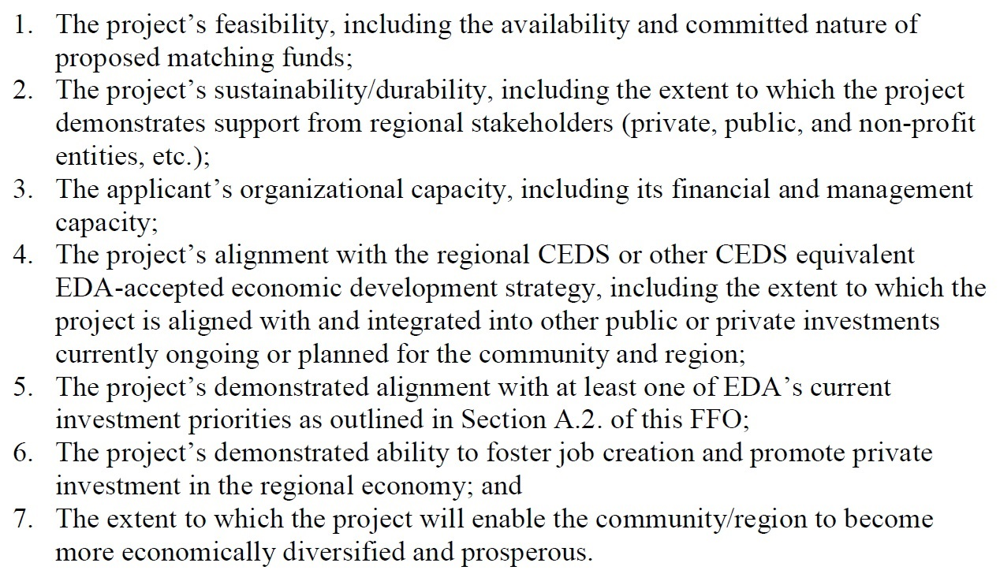 1. The project’s feasibility, including the availability and committed nature of
proposed matching funds;
2. The project’s sustainability/durability, including the extent to which the project
demonstrates support from regional stakeholders (private, public, and non-profit
entities, etc.);
3. The applicant’s organizational capacity, including its financial and management
capacity;
4. The project’s alignment with the regional CEDS or other CEDS equivalent
EDA-accepted economic development strategy, including the extent to which the
project is aligned with and integrated into other public or private investments
currently ongoing or planned for the community and region;
5. The project’s demonstrated alignment with at least one of EDA’s current
investment priorities as outlined in Section A.2. of this FFO;
6. The project’s demonstrated ability to foster job creation and promote private
investment in the regional economy; and
7. The extent to which the project will enable the community/region to become
more economically diversified and prosperous.